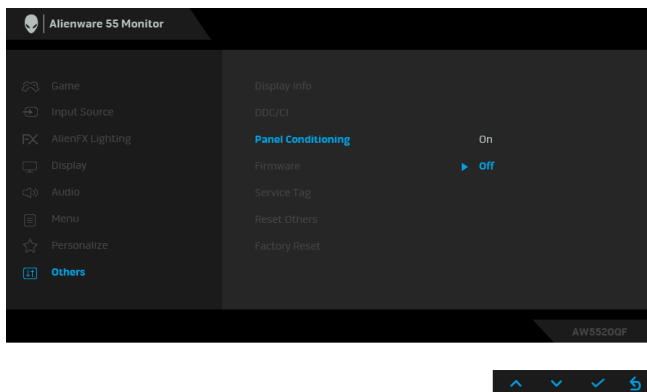 Alienware 55 Monitor
Game
Display Info
Input Source
DDC/CI
FX AlienFX Lighting
Panel Conditioning On
Display
Firmware Off
Audio
Service Tag
Menu
Reset Others
Personalize
Factory Reset
Others
AW5520QF